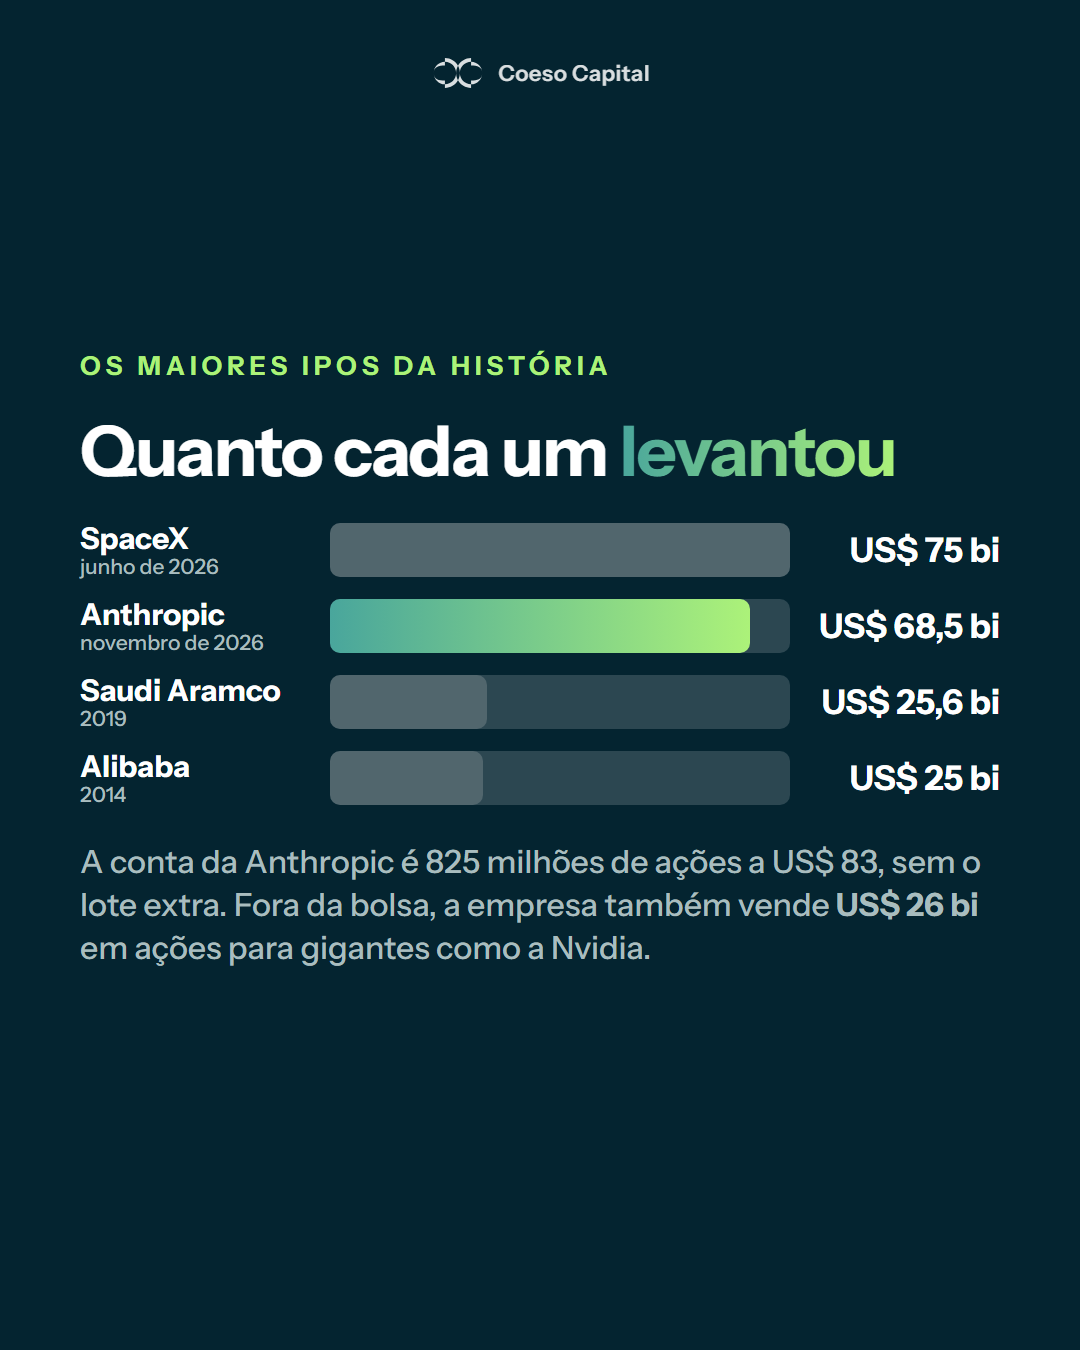 Coeso Capital
OS MAIORES IPOS DA HISTÓRIA
Quanto cada um levantou
SpaceX
junho de 2026
US$ 75 bi
Anthropic
novembro de 2026
US$ 68,5 bi
Saudi Aramco
2019
US$ 25,6 bi
Alibaba
2014
US$ 25 bi
A conta da Anthropic é 825 milhões de ações a US$ 83, sem o
lote extra. Fora da bolsa, a empresa também vende US$ 26 bi
em ações para gigantes como a Nvidia.